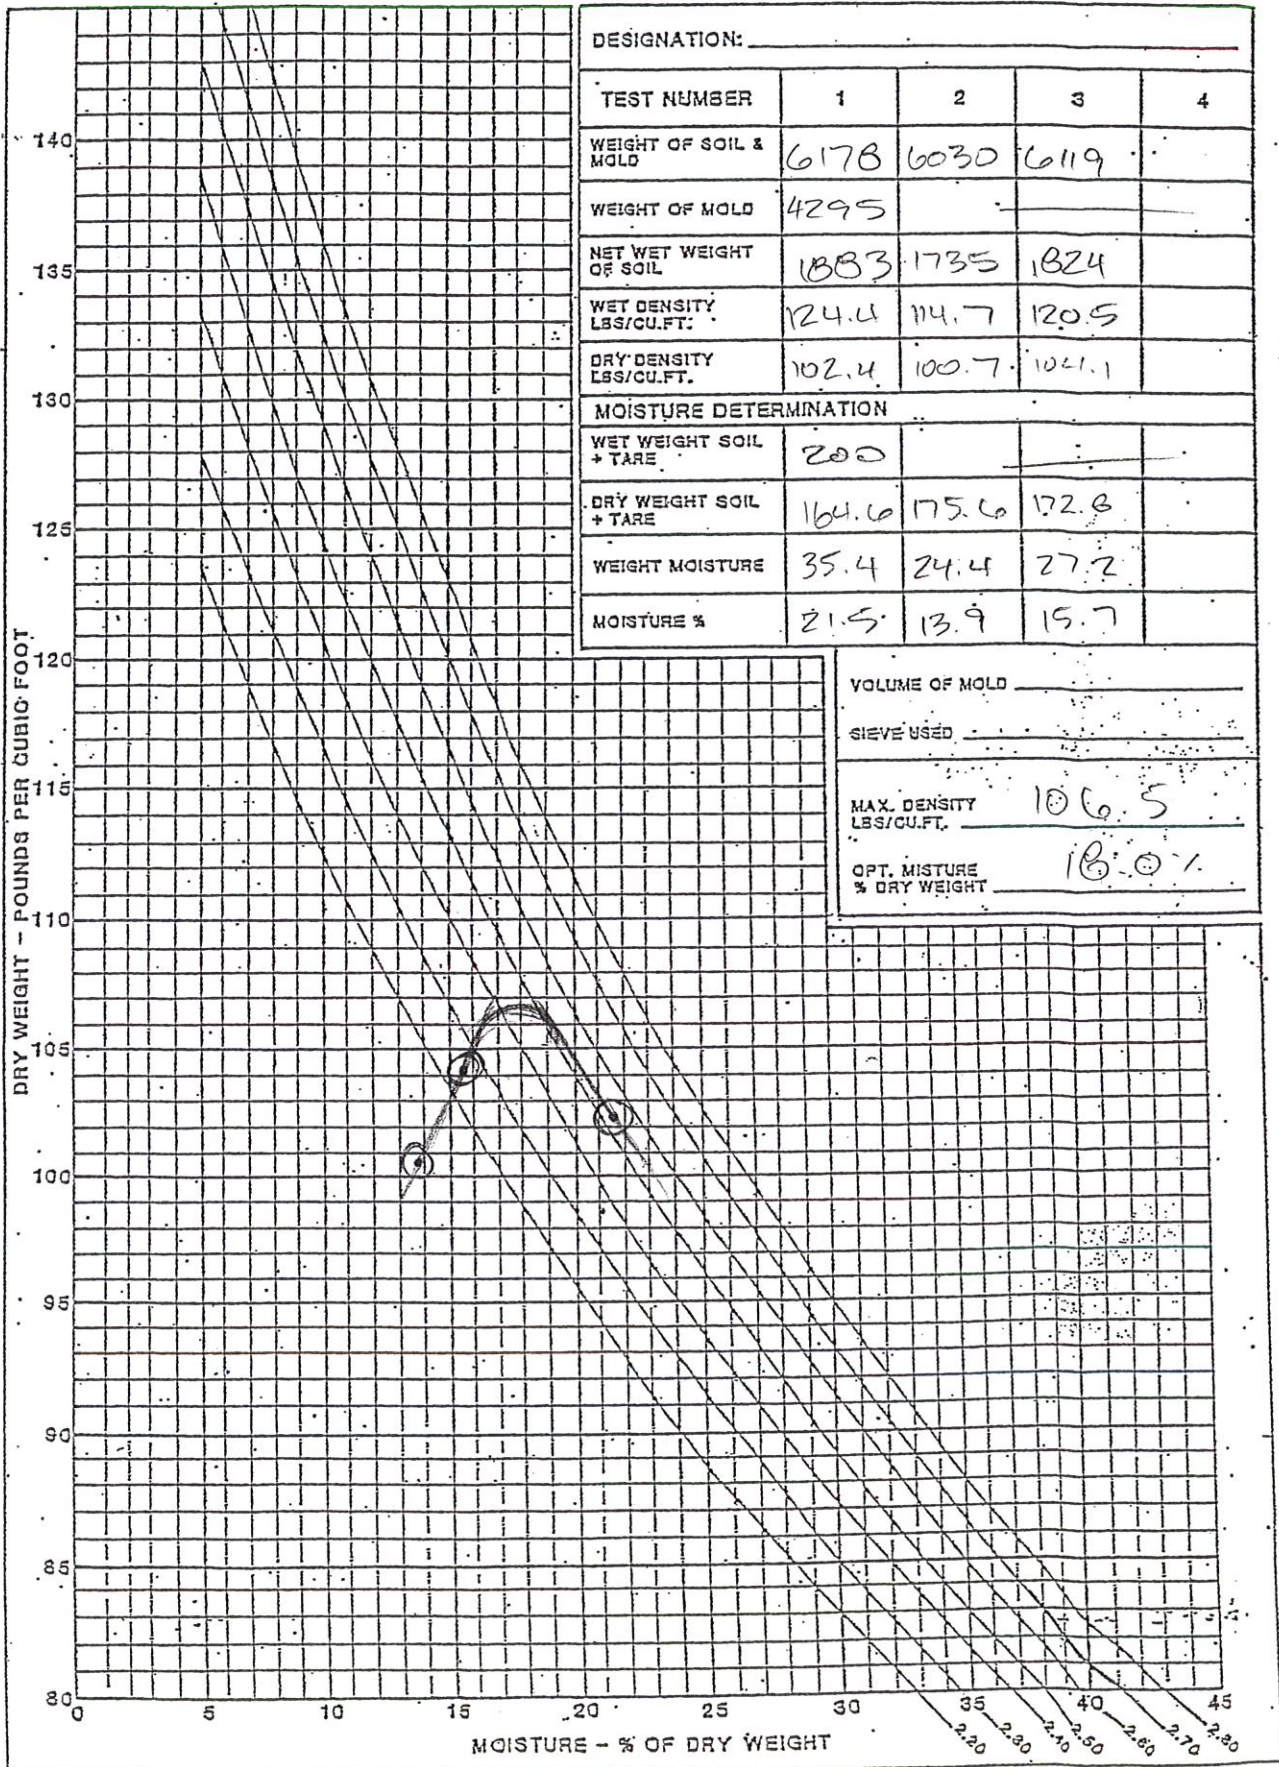 DESIGNATION:
TEST NUMBER 1 2 3 4
WEIGHT OF SOIL & MOLD 6178 6030 6119
WEIGHT OF MOLD 4295
NET WET WEIGHT OF SOIL 1883 1735 1824
WET DENSITY LBS/CU.FT. 124.4 114.7 120.5
DRY DENSITY LBS/CU.FT. 102.4 100.7 104.1
MOISTURE DETERMINATION
WET WEIGHT SOIL + TARE 200
DRY WEIGHT SOIL + TARE 164.6 175.6 172.8
WEIGHT MOISTURE 35.4 24.4 27.2
MOISTURE % 21.5 13.9 15.7
VOLUME OF MOLD
SIEVE USED
MAX. DENSITY LBS/CU.FT. 106.5
OPT. MISTURE % DRY WEIGHT 18.0%
DRY WEIGHT - POUNDS PER CUBIC FOOT
140
135
130
125
120
115
110
105
100
95
90
85
80
0 5 10 15 20 25 30 35 40 45
2.20 2.30 2.40 2.50 2.60 2.70 2.80
MOISTURE - % OF DRY WEIGHT